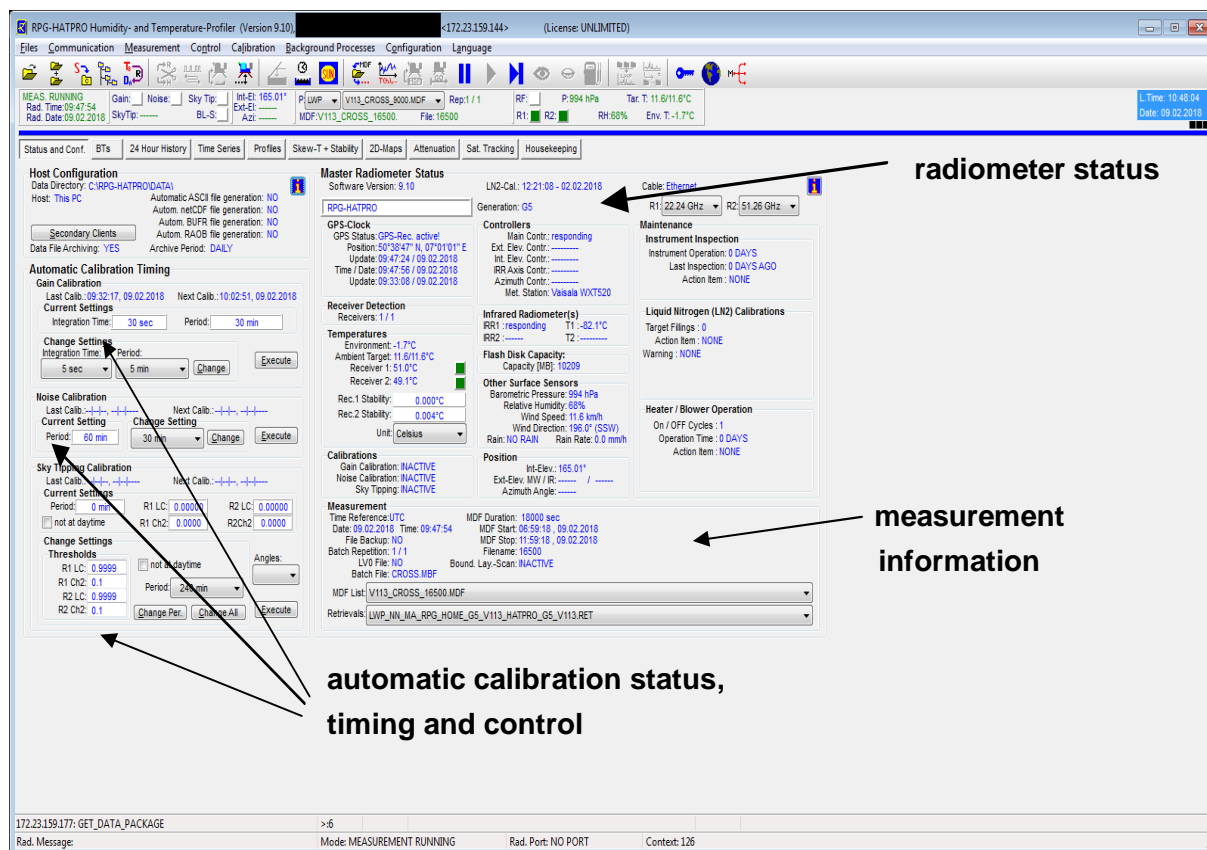 RPG-HATPRO Humidity- and Temperature-Profiler (Version 9.10), <172.23.159.144> (License: UNLIMITED)
Files Communication Measurement Control Calibration Background Processes Configuration Language
MEAS. RUNNING
Rad. Time:09:47:54
Rad. Date:09.02.2018
Gain: Noise: Sky Tip:
SkyTip: ------ BL-S:
Int-El: 165.01°
Ext-El: ------
Azi: ------
P: LWP V113_CROSS_9000.MDF Rep:1 / 1
MDF:V113_CROSS_16500. File: 16500
RF: P:994 hPa Tar. T: 11.6/11.6°C
R1: R2: RH:68% Env. T:-1.7°C
L.Time: 10:48:04
Date: 09.02.2018
Status and Conf. BTs 24 Hour History Time Series Profiles Skew-T + Stability 2D-Maps Attenuation Sat. Tracking Housekeeping
Host Configuration
Data Directory: C:\RPG-HATPRO\DATA\
Host: This PC
Automatic ASCII file generation: NO
Autom. netCDF file generation: NO
Autom. BUFR file generation: NO
Autom. RAOB file generation: NO
Secondary Clients
Data File Archiving: YES Archive Period: DAILY
Automatic Calibration Timing
Gain Calibration
Last Calib.: 09:32:17, 09.02.2018 Next Calib.: 10:02:51, 09.02.2018
Current Settings
Integration Time: 30 sec Period: 30 min
Change Settings
Integration Time: Period:
5 sec 5 min Change Execute
Noise Calibration
Last Calib.: --|--|--, --|--|---- Next Calib.: --|--|--, --|--|----
Current Setting Change Setting
Period: 60 min 30 min Change Execute
Sky Tipping Calibration
Last Calib.: --|--|--, --|--|---- Next Calib.: --|--|--, --|--|----
Current Settings
Period: 0 min R1 LC: 0.00000 R2 LC: 0.00000
not at daytime R1 Ch2: 0.0000 R2Ch2 0.0000
Change Settings
Thresholds
R1 LC: 0.9999
R1 Ch2: 0.1
R2 LC: 0.9999
R2 Ch2: 0.1
not at daytime Angles:
Period: 240 min
Change Per. Change All Execute
Master Radiometer Status
Software Version: 9.10 LN2-Cal.: 12:21:08 - 02.02.2018 Cable: Ethernet
RPG-HATPRO Generation: G5 R1: 22.24 GHz R2: 51.26 GHz
GPS-Clock
GPS Status: GPS-Rec. active!
Position: 50°38'47" N, 07°01'01" E
Update: 09:47:24 / 09.02.2018
Time / Date: 09:47:56 / 09.02.2018
Update: 09:33:08 / 09.02.2018
Receiver Detection
Receivers: 1 / 1
Temperatures
Environment: -1.7°C
Ambient Target: 11.6/11.6°C
Receiver 1: 51.0°C
Receiver 2: 49.1°C
Rec.1 Stability: 0.000°C
Rec.2 Stability: 0.004°C
Unit: Celsius
Calibrations
Gain Calibration: INACTIVE
Noise Calibration: INACTIVE
Sky Tipping: INACTIVE
Controllers
Main Contr.: responding
Ext. Elev. Contr.: ---------
Int. Elev. Contr.: ---------
IRR Axis Contr.: ---------
Azimuth Contr.: ---------
Met. Station: Vaisala WXT520
Infrared Radiometer(s)
IRR1 : responding T1 : -82.1°C
IRR2 : ------ T2 : ---------
Flash Disk Capacity:
Capacity [MB]: 10209
Other Surface Sensors
Barometric Pressure: 994 hPa
Relative Humidity: 68%
Wind Speed: 11.6 km/h
Wind Direction: 196.0° (SSW)
Rain: NO RAIN Rain Rate: 0.0 mm/h
Position
Int-Elev.: 165.01°
Ext-Elev. MW / IR: ------ / ------
Azimuth Angle: ------
Maintenance
Instrument Inspection
Instrument Operation: 0 DAYS
Last Inspection: 0 DAYS AGO
Action Item : NONE
Liquid Nitrogen (LN2) Calibrations
Target Fillings : 0
Action Item : NONE
Warning : NONE
Heater / Blower Operation
On / OFF Cycles : 1
Operation Time : 0 DAYS
Action Item : NONE
Measurement
Time Reference:UTC MDF Duration: 18000 sec
Date: 09.02.2018 Time: 09:47:54 MDF Start: 06:59:18 , 09.02.2018
File Backup: NO MDF Stop: 11:59:18 , 09.02.2018
Batch Repetition: 1 / 1 Filename: 16500
LV0 File: NO Bound. Lay.-Scan: INACTIVE
Batch File: CROSS.MBF
MDF List: V113_CROSS_16500.MDF
Retrievals: LWP_NN_MA_RPG_HOME_G5_V113_HATPRO_G5_V113.RET
radiometer status
measurement
information
automatic calibration status,
timing and control
172.23.159.177: GET_DATA_PACKAGE >:6
Rad. Message: Mode: MEASUREMENT RUNNING Rad. Port: NO PORT Context: 126